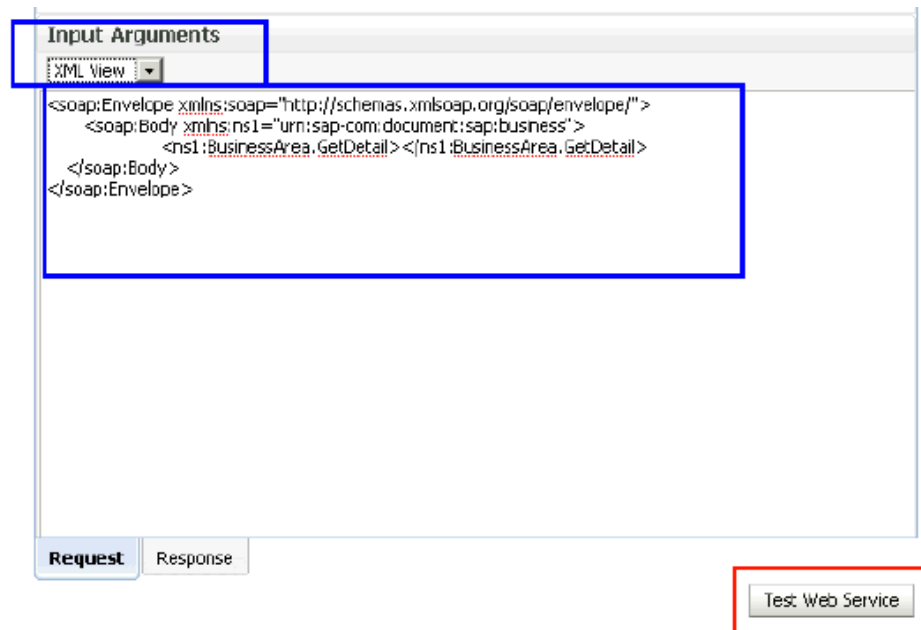 Input Arguments
XML View
<soap:Envelope xmlns:soap="http://schemas.xmlsoap.org/soap/envelope/">
<soap:Body xmlns:ns1="urn:sap-com:document:sap:business">
<ns1:BusinessArea.GetDetail></ns1:BusinessArea.GetDetail>
</soap:Body>
</soap:Envelope>
Request Response
Test Web Service